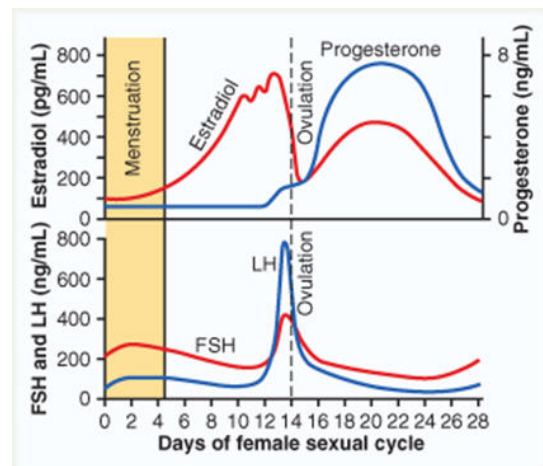 Estradiol (pg/mL)
800
600
400
200
0
Menstruation
Estradiol
Ovulation
Progesterone
8
4
0
Progesterone (ng/mL)
FSH and LH (ng/mL)
800
600
400
200
0
LH
FSH
Ovulation
0 2 4 6 8 10 12 14 16 18 20 22 24 26 28
Days of female sexual cycle